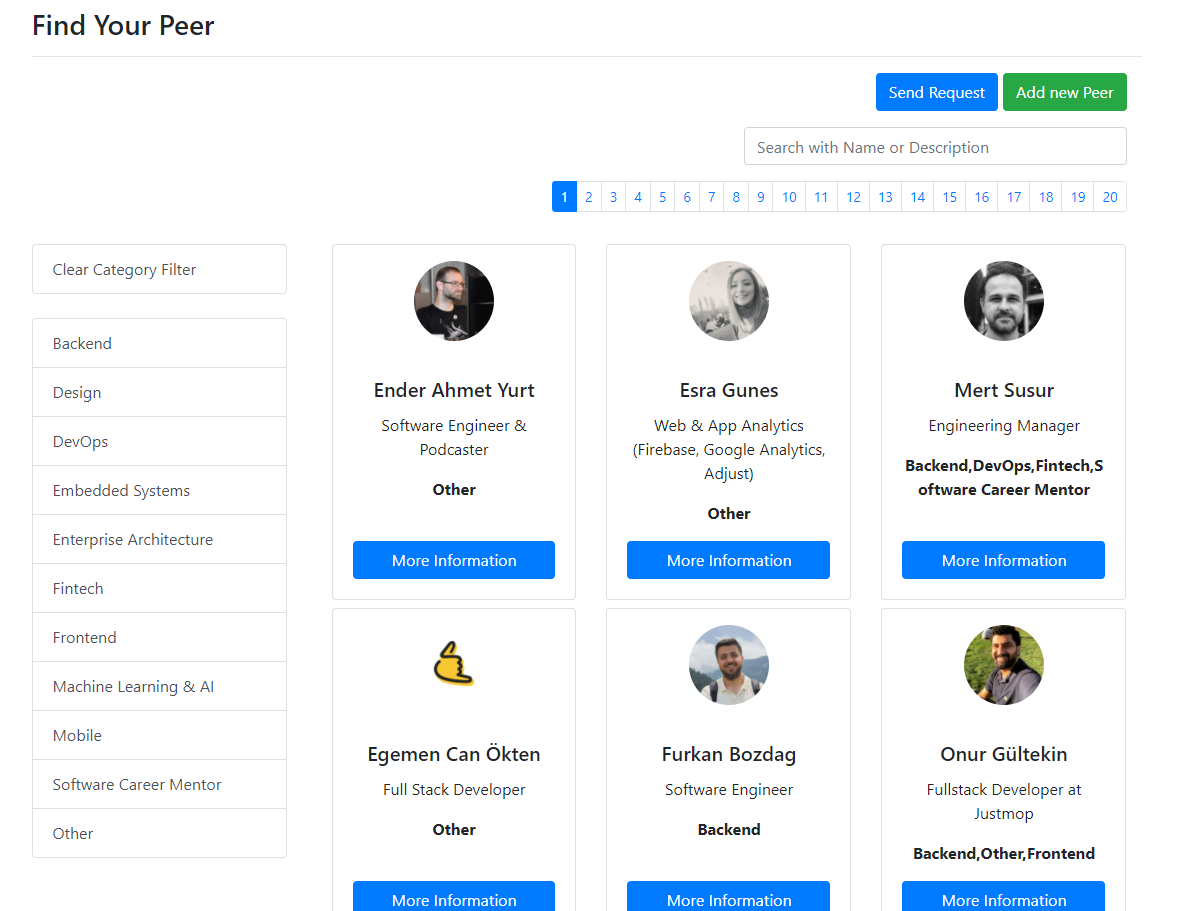 Find Your Peer
Send Request
Add new Peer
Search with Name or Description
1 2 3 4 5 6 7 8 9 10 11 12 13 14 15 16 17 18 19 20
Clear Category Filter
Backend
Design
DevOps
Embedded Systems
Enterprise Architecture
Fintech
Frontend
Machine Learning & AI
Mobile
Software Career Mentor
Other
Ender Ahmet Yurt
Software Engineer &
Podcaster
Other
More Information
Esra Gunes
Web & App Analytics
(Firebase, Google Analytics,
Adjust)
Other
More Information
Mert Susur
Engineering Manager
Backend,DevOps,Fintech,S
oftware Career Mentor
More Information
Egemen Can Ökten
Full Stack Developer
Other
More Information
Furkan Bozdag
Software Engineer
Backend
More Information
Onur Gültekin
Fullstack Developer at
Justmop
Backend,Other,Frontend
More Information